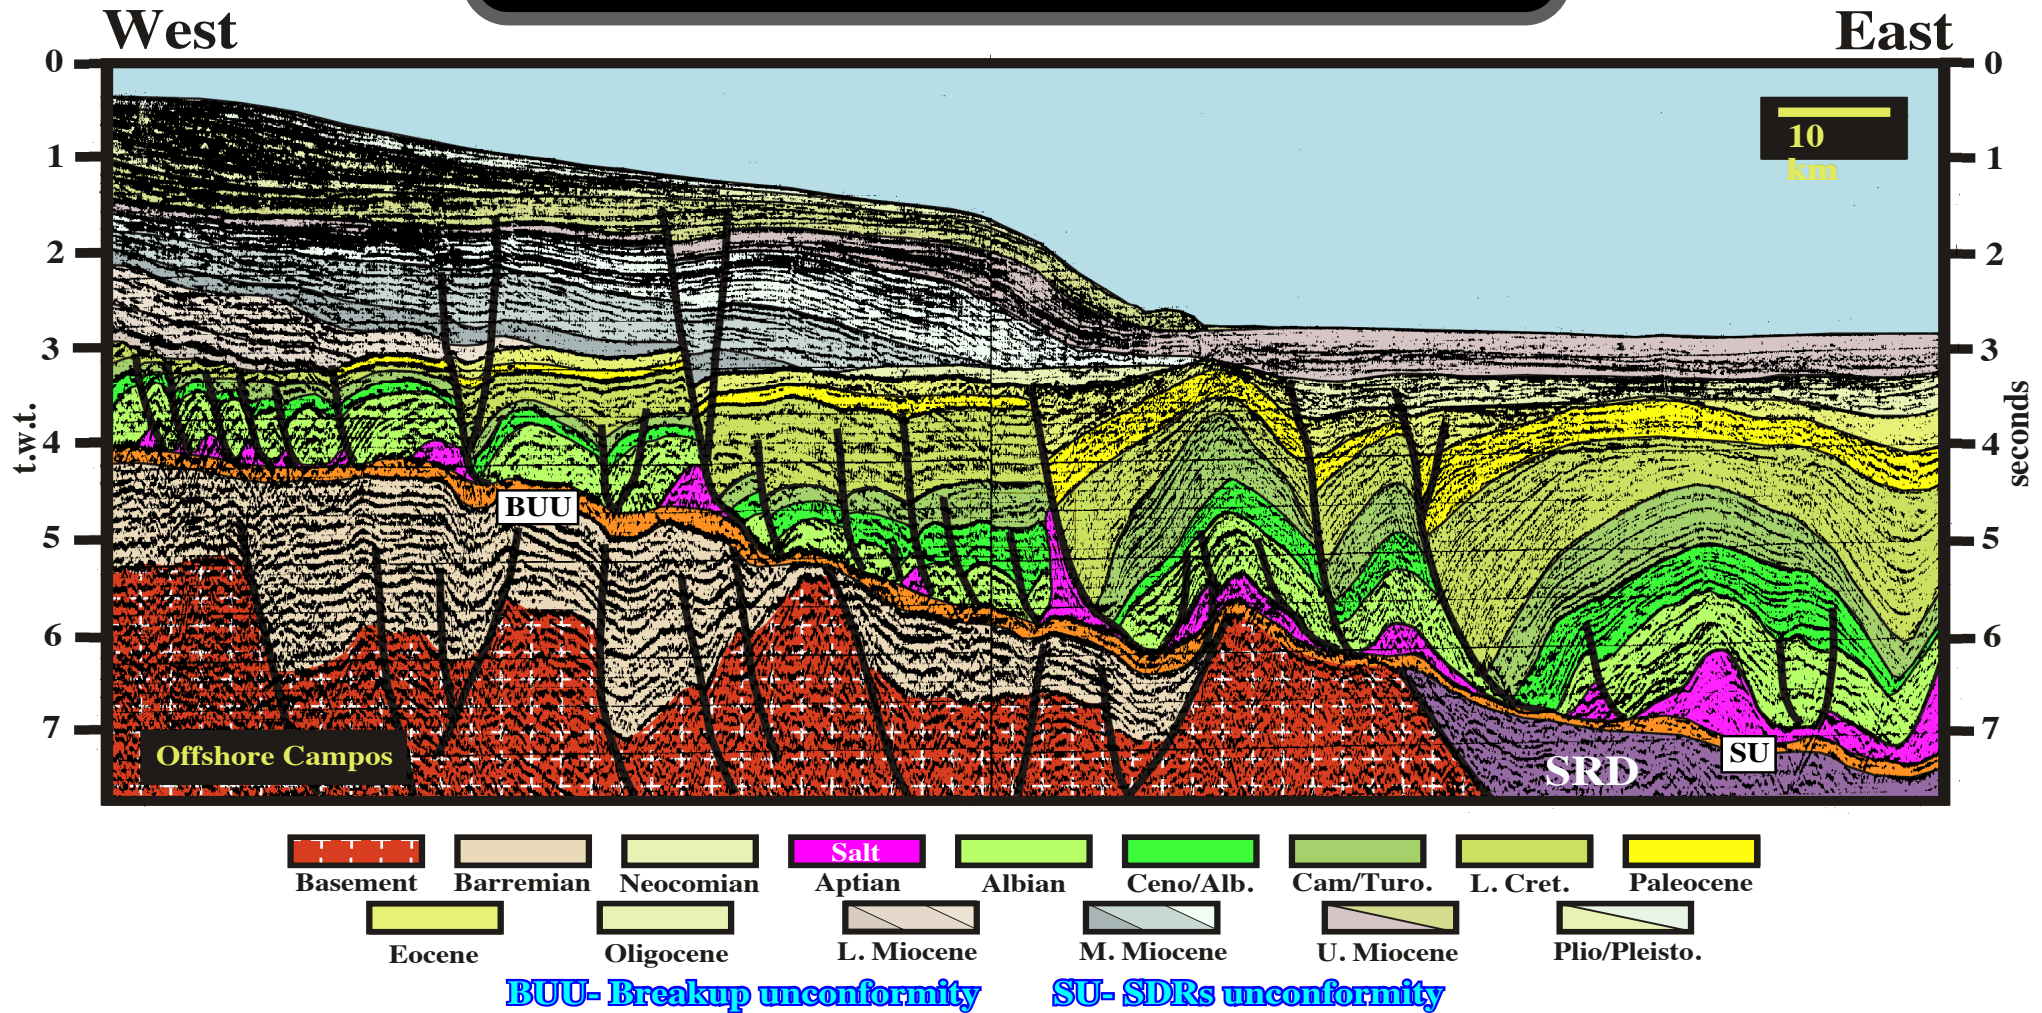 West East
0 0
10
km
1 1
2 2
3 3
t.w.t. seconds
4 4
BUU
5 5
6 6
7 7
SU
Offshore Campos
SRD
Salt
Basement Barremian Neocomian Aptian Albian Ceno/Alb. Cam/Turo. L. Cret. Paleocene
Eocene Oligocene L. Miocene M. Miocene U. Miocene Plio/Pleisto.
BUU- Breakup unconformity SU- SDRs unconformity